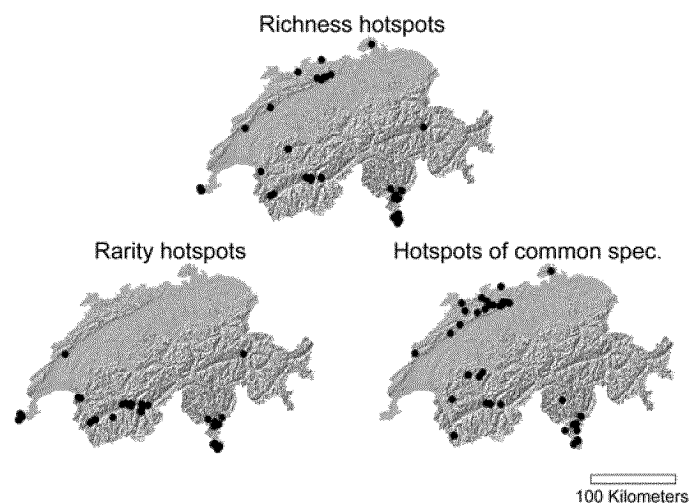 Richness hotspots
Rarity hotspots
Hotspots of common spec.
100 Kilometers